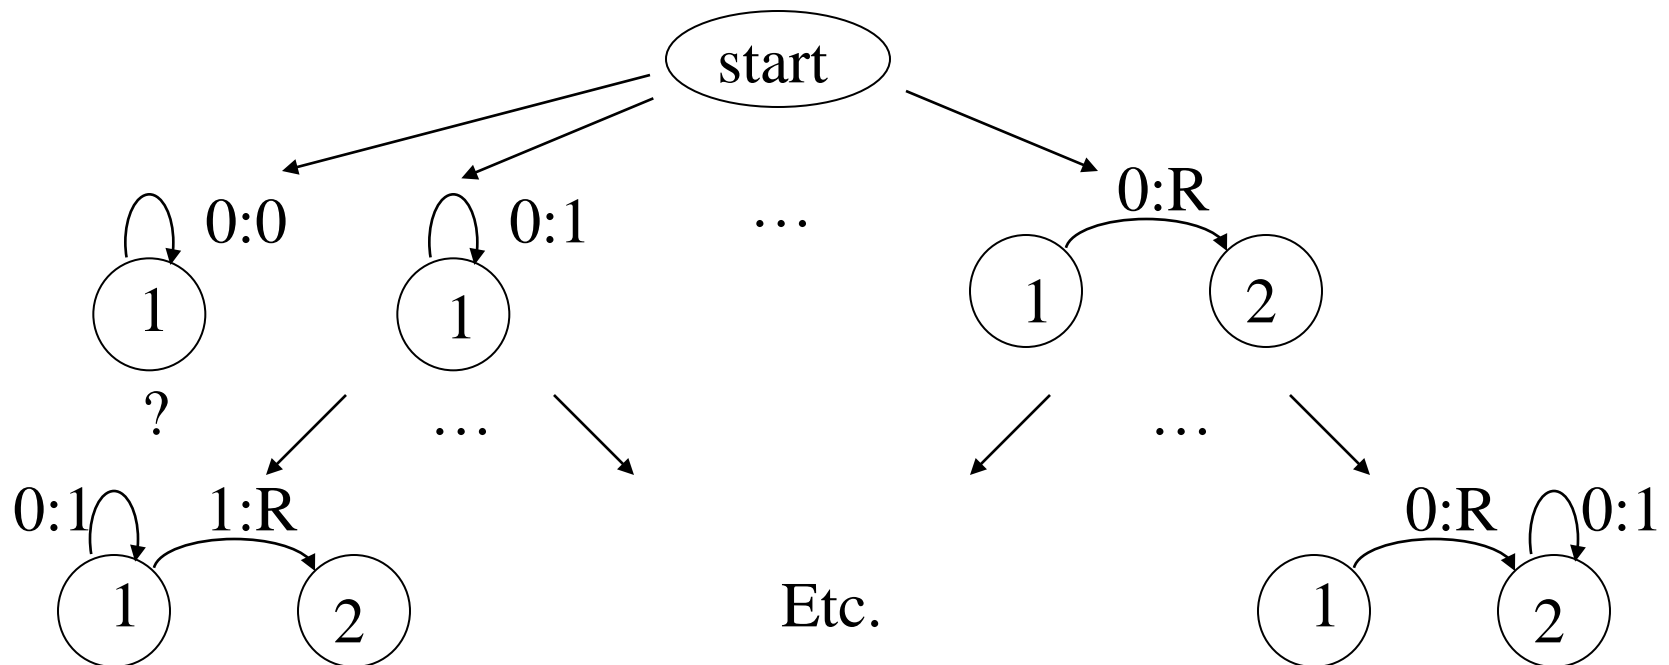 start
0:R
0:0 0:1 …
1 1 1 2
?
… …
0:1 1:R 0:R 0:1
1 2 Etc. 1 2